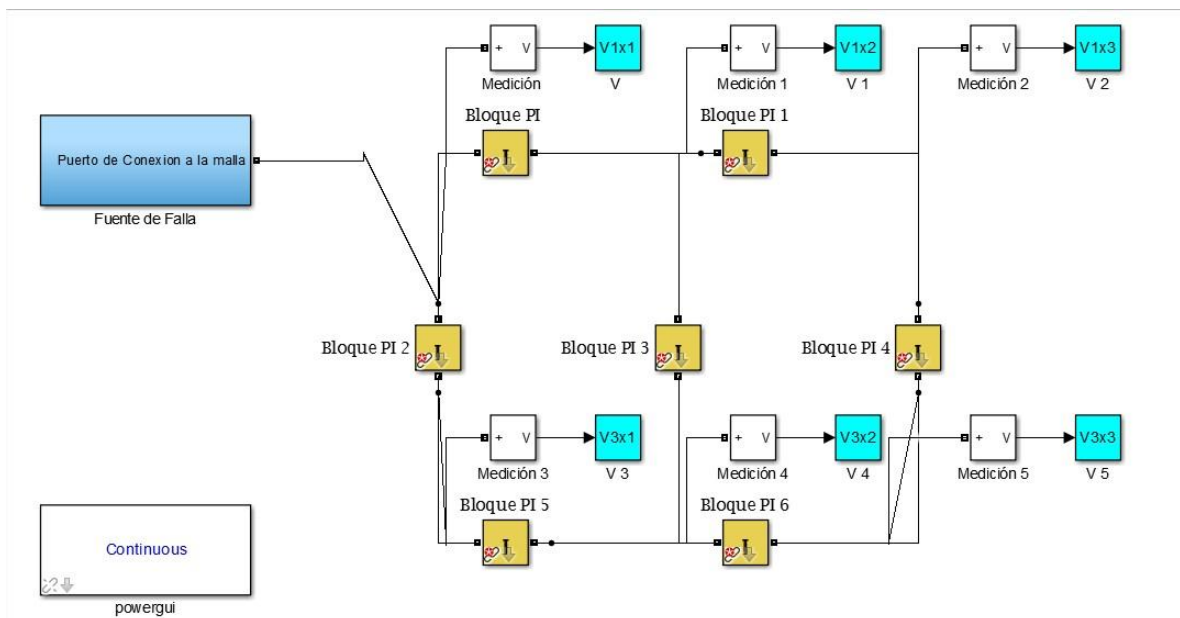 + V
V1x1
+ V
V1x2
+ V
V1x3
Medición
V
Medición 1
V 1
Medición 2
V 2
Bloque PI
Bloque PI 1
Puerto de Conexion a la malla
Fuente de Falla
Bloque PI 2
Bloque PI 3
Bloque PI 4
+ V
V3x1
+ V
V3x2
+ V
V3x3
Medición 3
V 3
Medición 4
V 4
Medición 5
V 5
Bloque PI 5
Bloque PI 6
Continuous
powergui